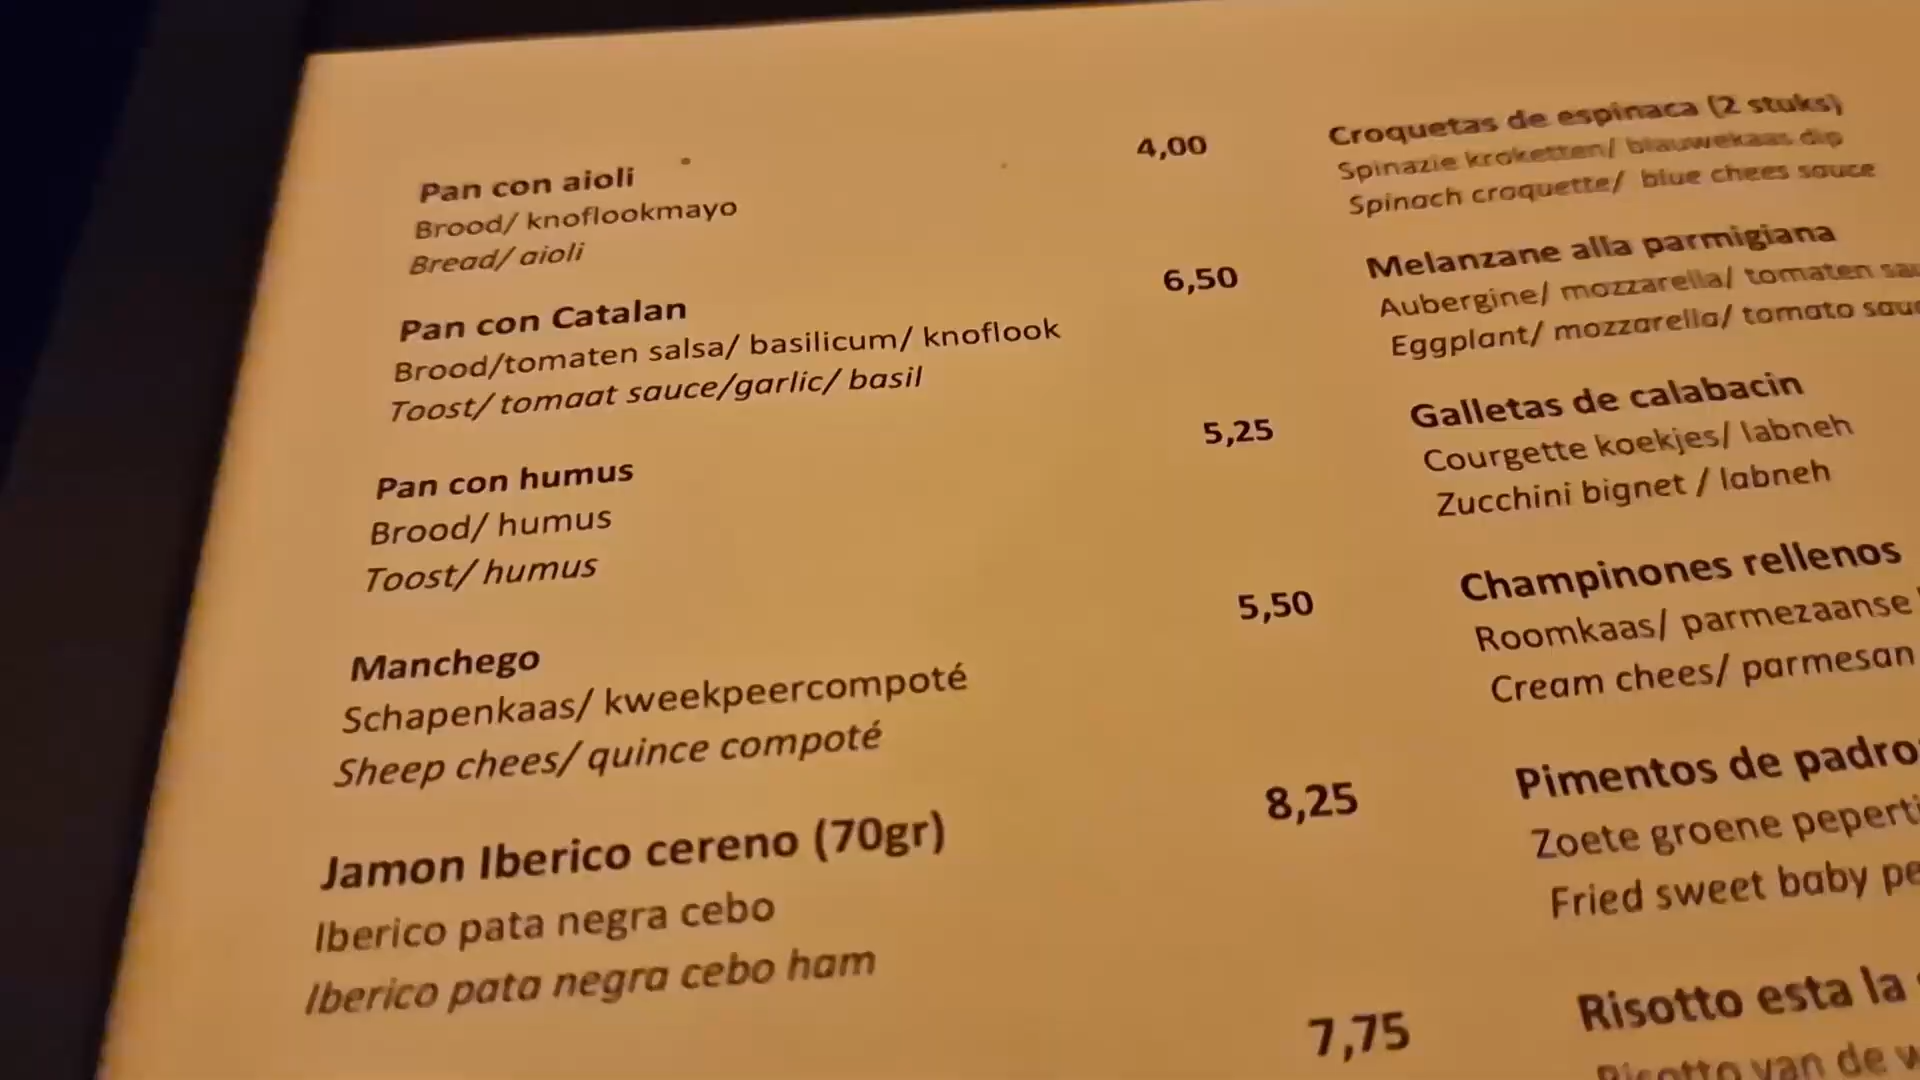 Pan con aioli 4,00
Brood/ knoflookmayo
Bread/ aioli
Pan con Catalan 6,50
Brood/tomaten salsa/ basilicum/ knoflook
Toost/ tomaat sauce/garlic/ basil
Pan con humus 5,25
Brood/ humus
Toost/ humus
Manchego 5,50
Schapenkaas/ kweekpeercompoté
Sheep chees/ quince compoté
Jamon Iberico cereno (70gr) 8,25
Iberico pata negra cebo
Iberico pata negra cebo ham
7,75
Croquetas de espinaca (2 stuks)
Spinazie kroketten/ blauwekaas dip
Spinach croquette/ blue chees sauce
Melanzane alla parmigiana
Aubergine/ mozzarella/ tomaten
Eggplant/ mozzarella/ tomato
Galletas de calabacin
Courgette koekjes/ labneh
Zucchini bignet / labneh
Champinones rellenos
Roomkaas/ parmezaanse
Cream chees/ parmesan
Pimentos de
Zoete groene
Fried sweet baby
Risotto esta la
Risotto van de